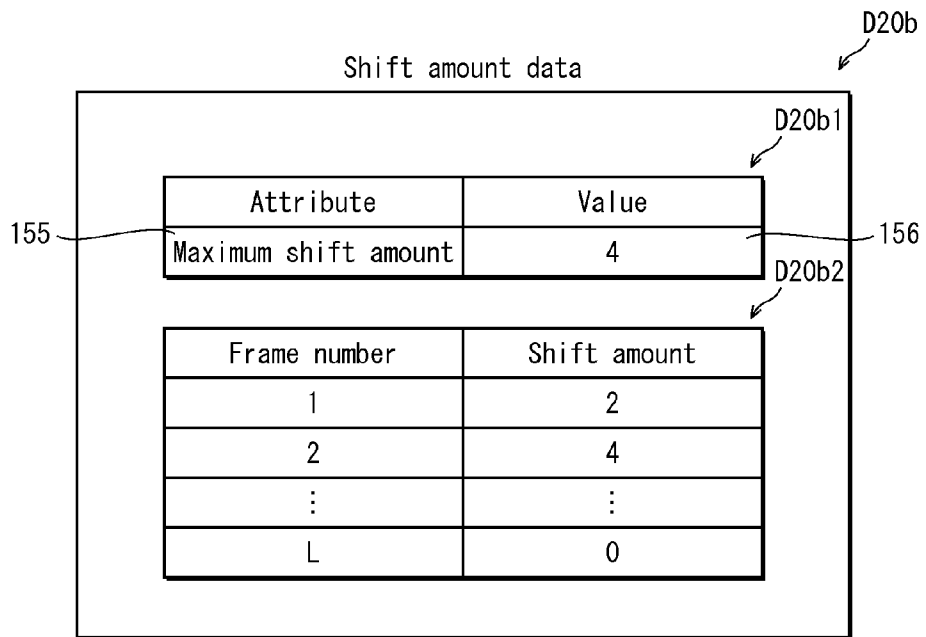 D20b
Shift amount data
D20b1
Attribute Value
155 Maximum shift amount 4 156
D20b2
Frame number Shift amount
1 2
2 4
⋮ ⋮
L 0